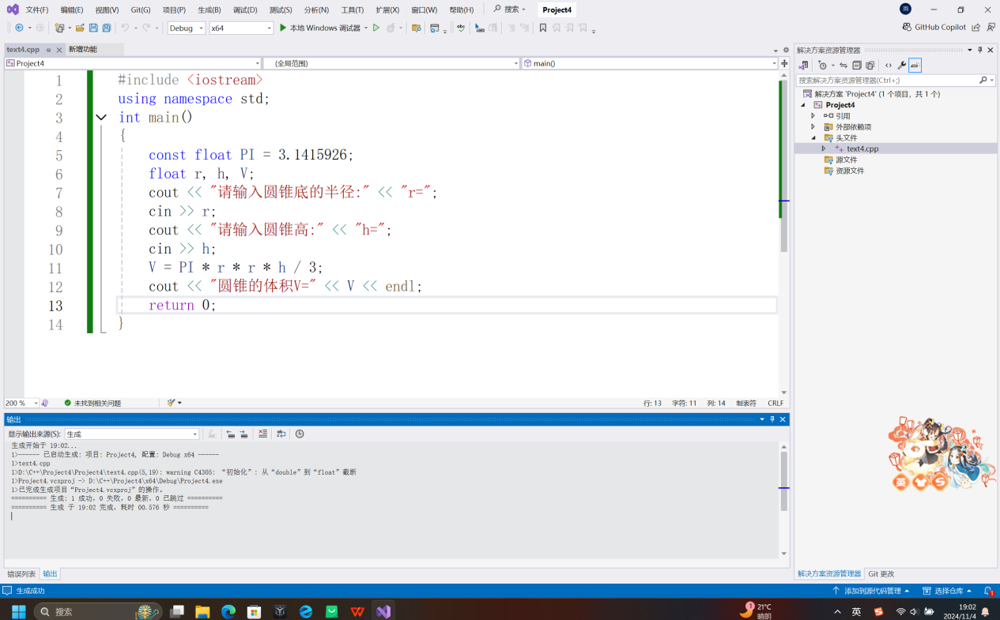 文件(F) 编辑(E) 视图(V) Git(G) 项目(P) 生成(B) 调试(D) 测试(S) 分析(N) 工具(T) 扩展(X) 窗口(W) 帮助(H) 搜索 Project4
Debug x64 本地 Windows 调试器 GitHub Copilot
text4.cpp 新增功能
Project4 (全局范围) main()
1 #include <iostream>
2 using namespace std;
3 int main()
4 {
5 const float PI = 3.1415926;
6 float r, h, V;
7 cout << "请输入圆锥底的半径:" << "r=";
8 cin >> r;
9 cout << "请输入圆锥高:" << "h=";
10 cin >> h;
11 V = PI * r * r * h / 3;
12 cout << "圆锥的体积V=" << V << endl;
13 return 0;
14 }
200 % 未找到相关问题 行: 13 字符: 11 列: 14 制表符 CRLF
输出
显示输出来源(S): 生成
生成开始于 19:02...
1>------ 已启动生成: 项目: Project4, 配置: Debug x64 ------
1>text4.cpp
1>D:\C++\Project4\Project4\text4.cpp(5,19): warning C4305: “初始化”: 从“double”到“float”截断
1>Project4.vcxproj -> D:\C++\Project4\x64\Debug\Project4.exe
1>已完成生成项目“Project4.vcxproj”的操作。
========== 生成: 1 成功，0 失败，0 最新，0 已跳过 ==========
========== 生成 于 19:02 完成，耗时 00.576 秒 ==========
错误列表 输出
解决方案资源管理器
搜索解决方案资源管理器(Ctrl+;)
解决方案 'Project4' (1 个项目，共 1 个)
Project4
引用
外部依赖项
头文件
text4.cpp
源文件
资源文件
英 S
解决方案资源管理器 Git 更改
生成成功 添加到源代码管理 选择仓库 1
搜索 1 21°C 晴朗 英 S 19:02
2024/11/4